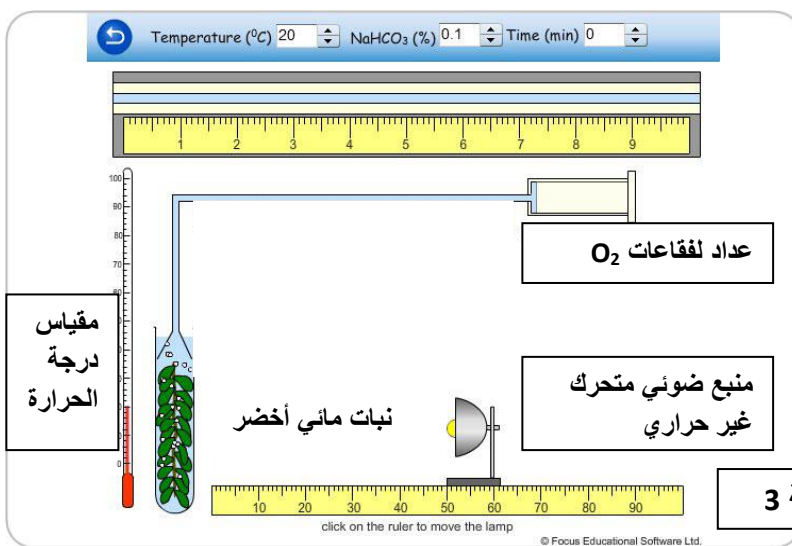 Temperature (⁰C) 20 NaHCO₃ (%) 0.1 Time (min) 0
1 2 3 4 5 6 7 8 9
100
90
80
70
عداد لفقاعات O₂
مقياس
درجة
الحرارة
منبع ضوئي متحرك
غير حراري
نبات مائي أخضر
0
3
10 20 30 40 50 60 70 80 90
click on the ruler to move the lamp
© Focus Educational Software Ltd.